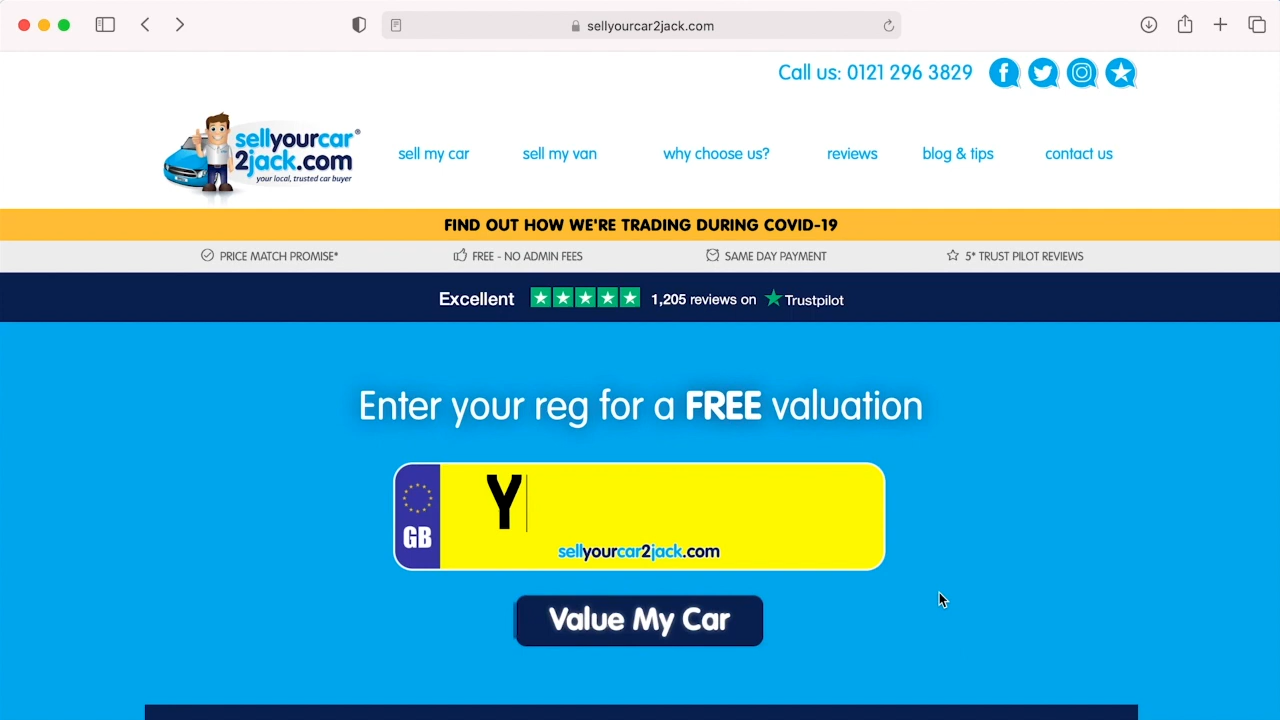 sellyourcar2jack.com
Call us: 0121 296 3829
sellyourcar®
2jack.com
your local, trusted car buyer
sell my car
sell my van
why choose us?
reviews
blog & tips
contact us
FIND OUT HOW WE'RE TRADING DURING COVID-19
PRICE MATCH PROMISE*
FREE - NO ADMIN FEES
SAME DAY PAYMENT
5* TRUST PILOT REVIEWS
Excellent 1,205 reviews on Trustpilot
Enter your reg for a FREE valuation
Y
GB
sellyourcar2jack.com
Value My Car